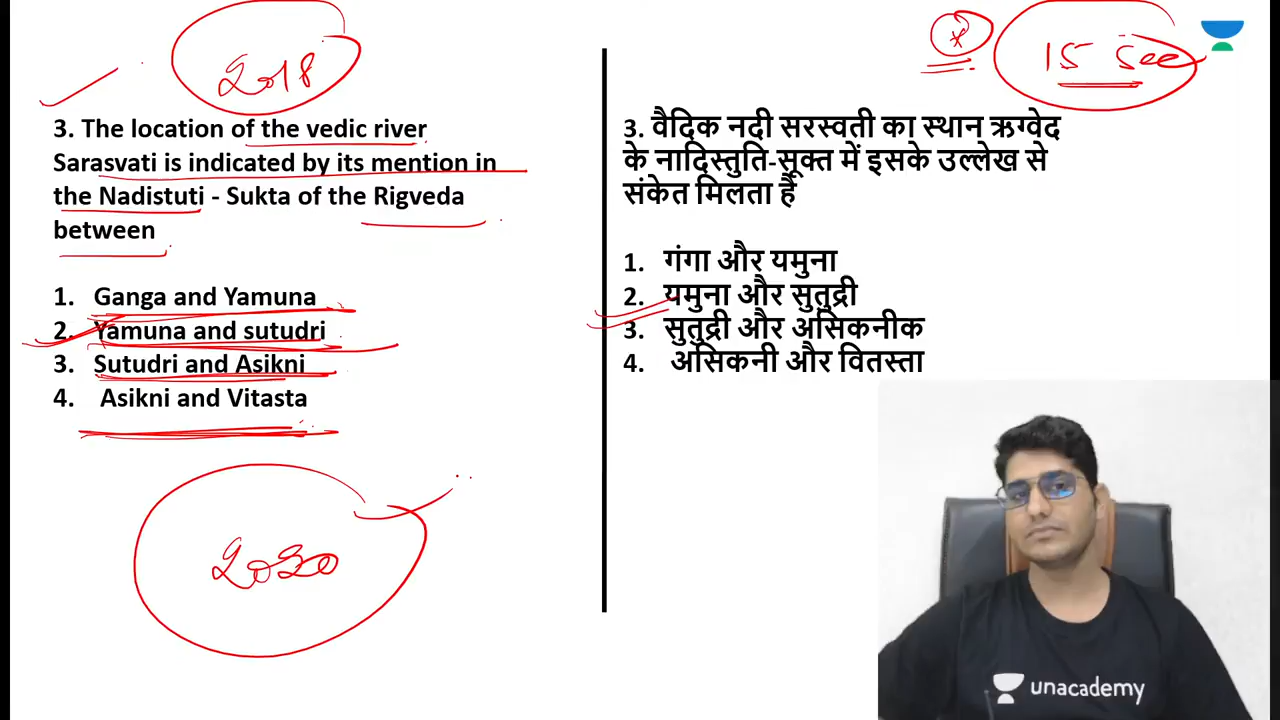 2018
15 See
3. The location of the vedic river
Sarasvati is indicated by its mention in
the Nadistuti - Sukta of the Rigveda
between
1. Ganga and Yamuna
2. Yamuna and sutudri
3. Sutudri and Asikni
4. Asikni and Vitasta
2020
3. वैदिक नदी सरस्वती का स्थान ऋग्वेद
के नादिस्तुति-सूक्त में इसके उल्लेख से
संकेत मिलता है
1. गंगा और यमुना
2. यमुना और सुतुद्री
3. सुतुद्री और असिकनीक
4. असिकनी और वितस्ता
unacademy